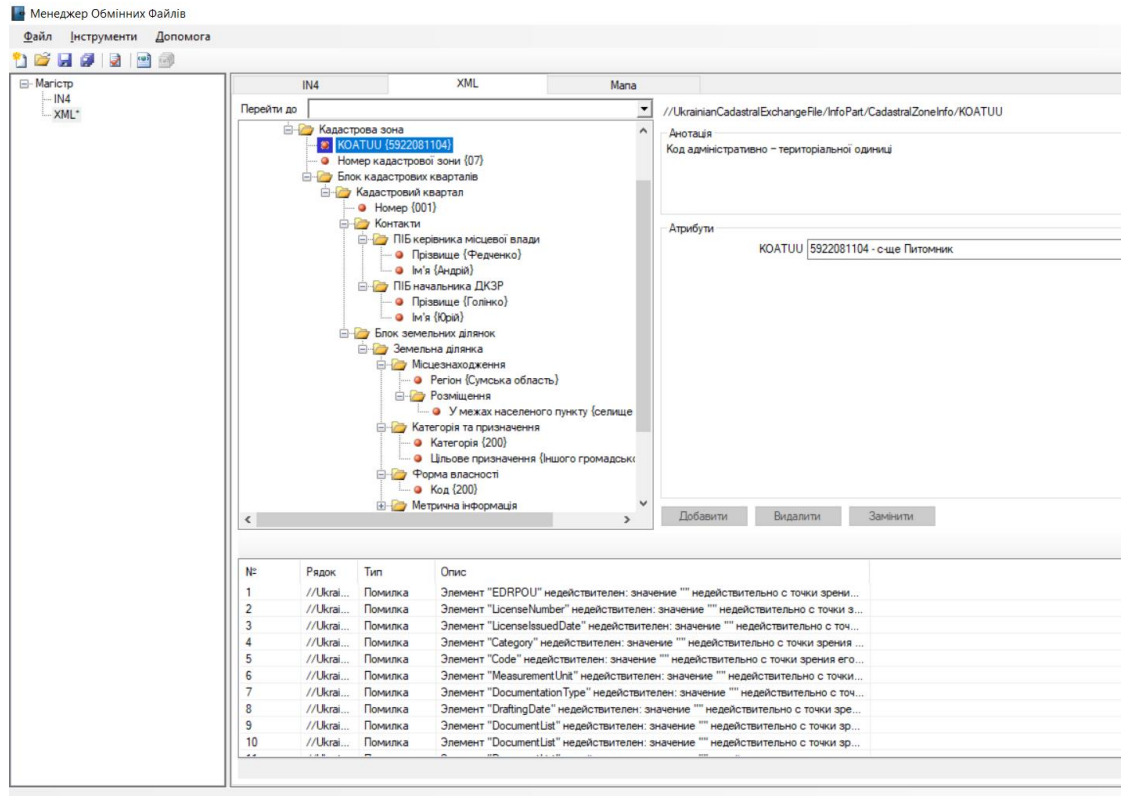 Менеджер Обмінних Файлів
Файл Інструменти Допомога
Магістр
IN4
XML*
IN4 XML Мапа
Перейти до
Кадастрова зона
KOATUU {5922081104}
Номер кадастрової зони {07}
Блок кадастрових кварталів
Кадастровий квартал
Номер {001}
Контакти
ПІБ керівника місцевої влади
Прізвище {Федченко}
Ім'я {Андрій}
ПІБ начальника ДКЗР
Прізвище {Голінко}
Ім'я {Юрій}
Блок земельних ділянок
Земельна ділянка
Місцезнаходження
Регіон {Сумська область}
Розміщення
У межах населеного пункту {селище
Категорія та призначення
Категорія {200}
Цільове призначення {Іншого громадськ
Форма власності
Код {200}
Метрична інформація
//UkrainianCadastralExchangeFile/InfoPart/CadastralZoneInfo/KOATUU
Анотація
Код адміністративно - територіальної одиниці
Атрибути
KOATUU 5922081104 - с-ще Питомник
Добавити Видалити Замінити
№ Рядок Тип Опис
1 //Ukrai... Помилка Элемент "EDRPOU" недействителен: значение "" недействительно с точки зрени...
2 //Ukrai... Помилка Элемент "LicenseNumber" недействителен: значение "" недействительно с точки з...
3 //Ukrai... Помилка Элемент "LicenseIssuedDate" недействителен: значение "" недействительно с точ...
4 //Ukrai... Помилка Элемент "Category" недействителен: значение "" недействительно с точки зрения ...
5 //Ukrai... Помилка Элемент "Code" недействителен: значение "" недействительно с точки зрения его...
6 //Ukrai... Помилка Элемент "MeasurementUnit" недействителен: значение "" недействительно с точки...
7 //Ukrai... Помилка Элемент "DocumentationType" недействителен: значение "" недействительно с точ...
8 //Ukrai... Помилка Элемент "DraftingDate" недействителен: значение "" недействительно с точки зре...
9 //Ukrai... Помилка Элемент "DocumentList" недействителен: значение "" недействительно с точки зр...
10 //Ukrai... Помилка Элемент "DocumentList" недействителен: значение "" недействительно с точки зр...